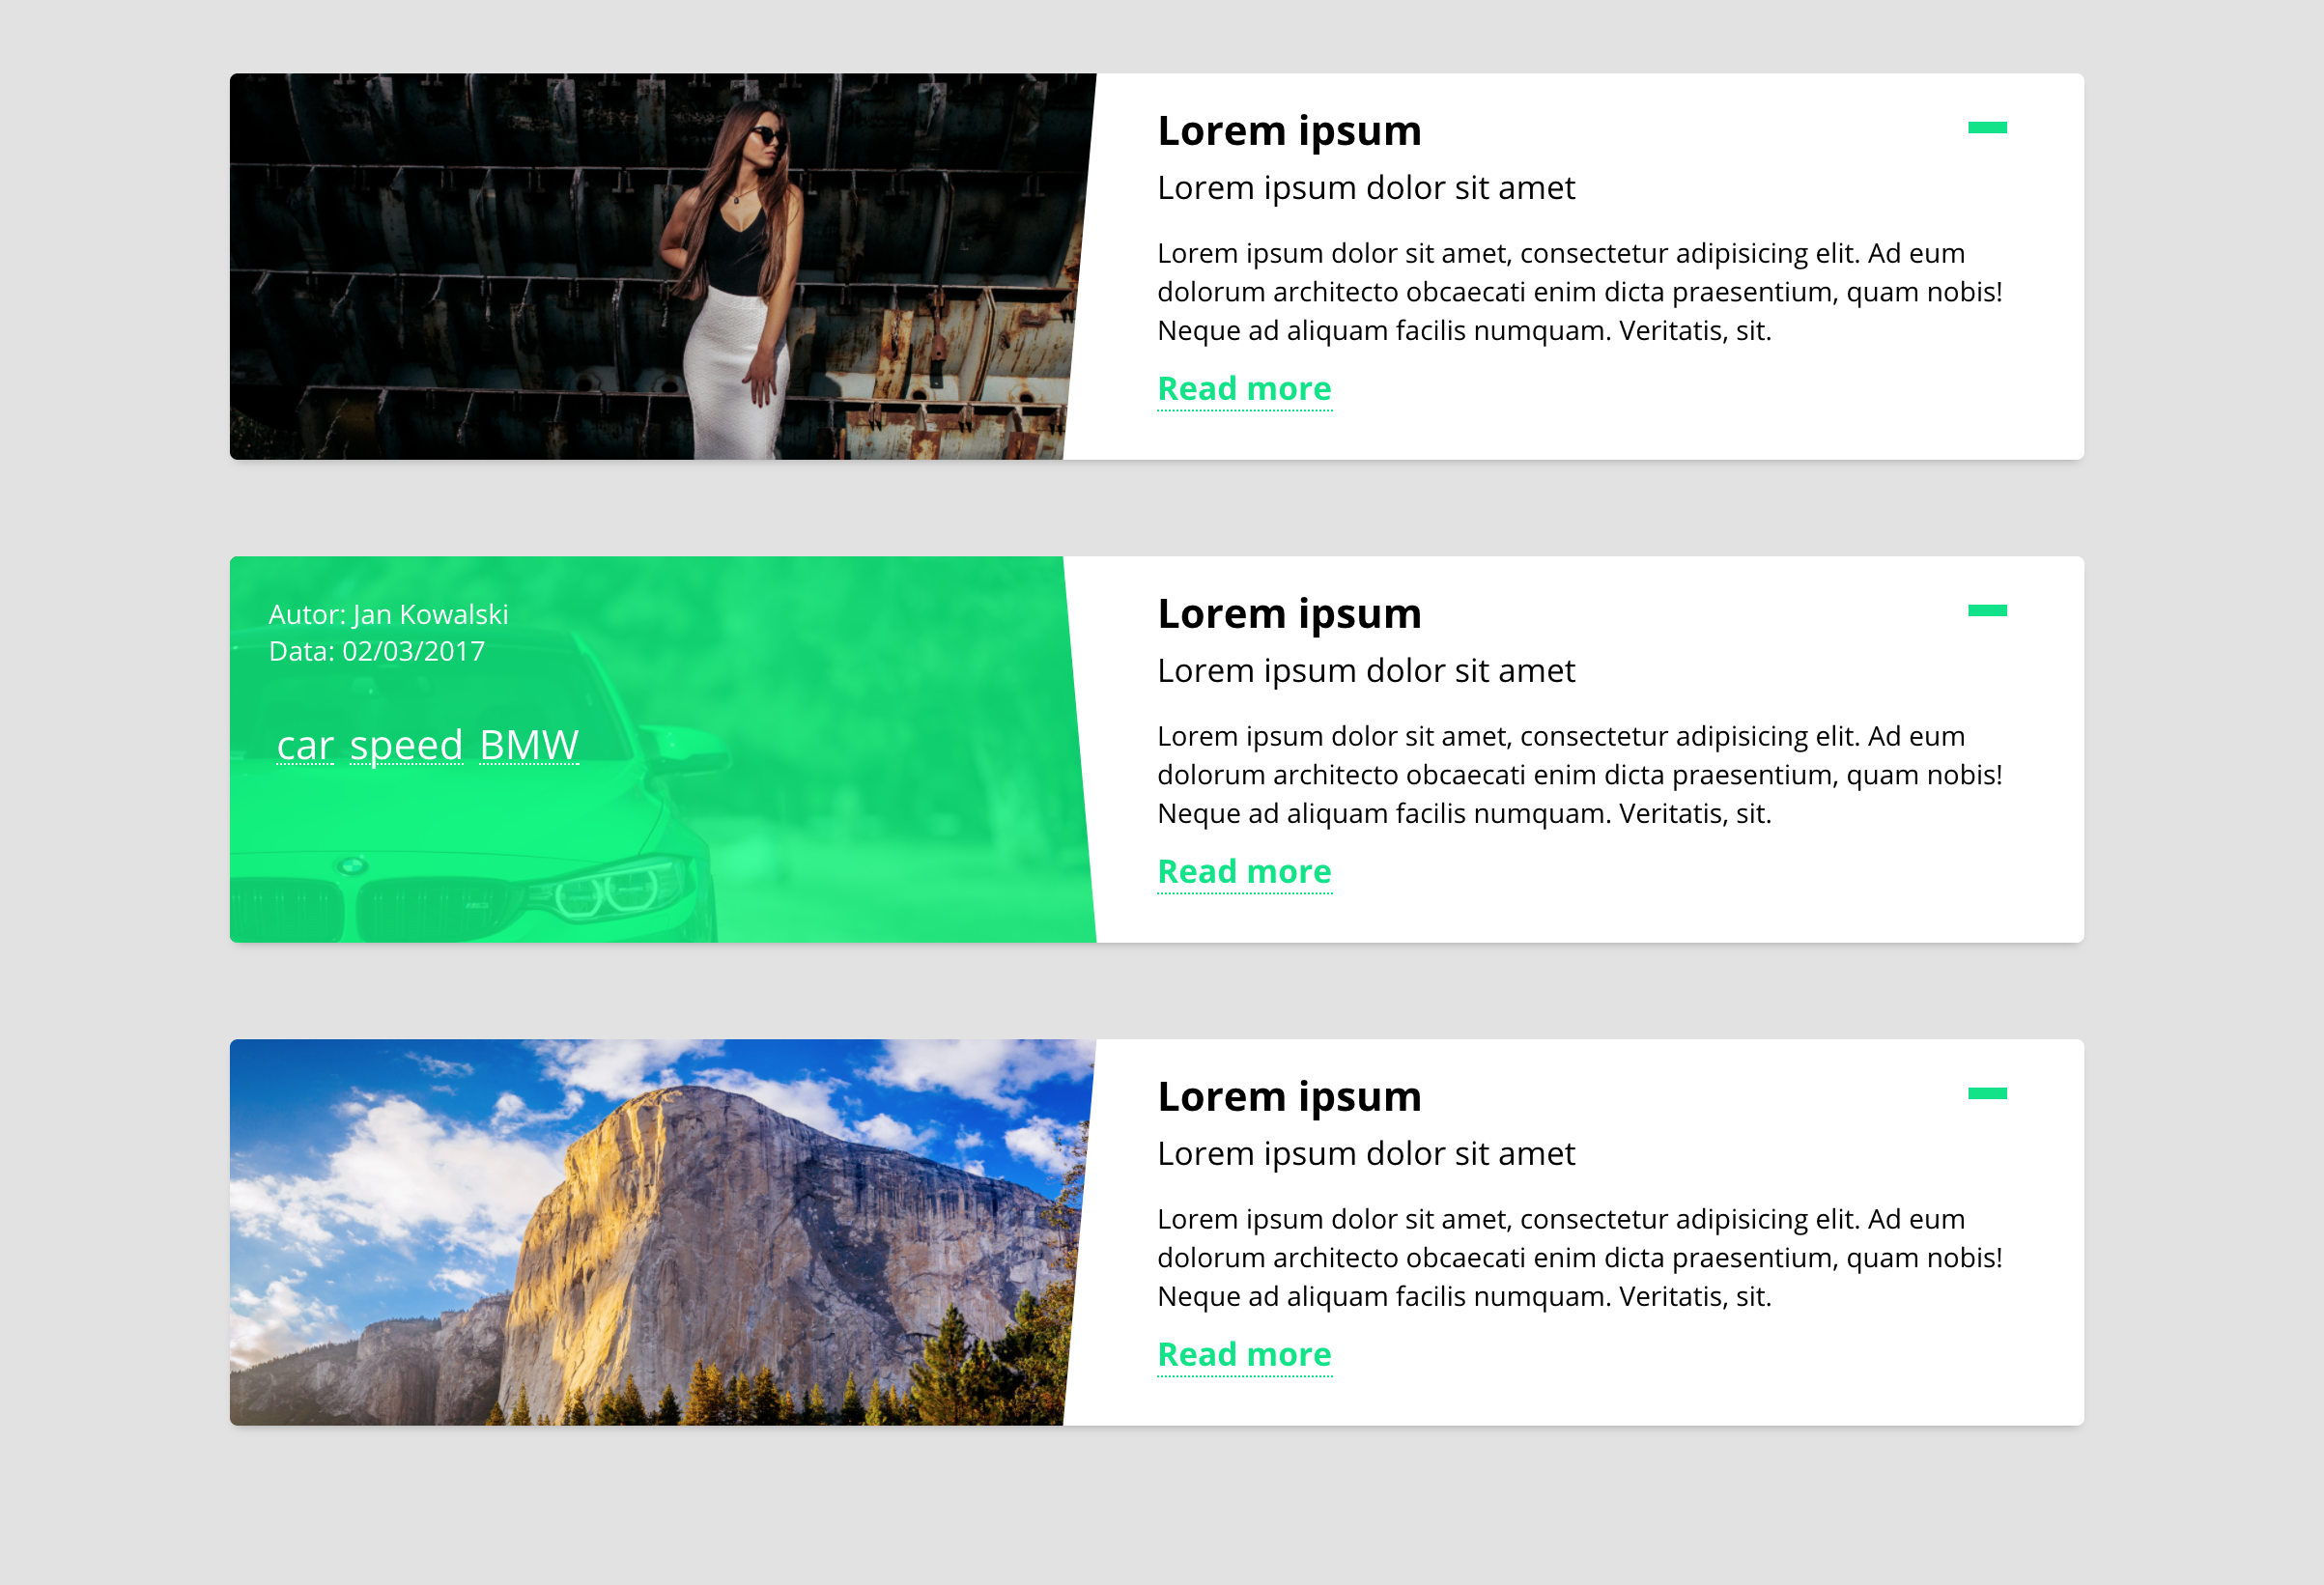 Lorem ipsum
Lorem ipsum dolor sit amet
Lorem ipsum dolor sit amet, consectetur adipisicing elit. Ad eum
dolorum architecto obcaecati enim dicta praesentium, quam nobis!
Neque ad aliquam facilis numquam. Veritatis, sit.
Read more
Autor: Jan Kowalski
Data: 02/03/2017
car speed BMW
Lorem ipsum
Lorem ipsum dolor sit amet
Lorem ipsum dolor sit amet, consectetur adipisicing elit. Ad eum
dolorum architecto obcaecati enim dicta praesentium, quam nobis!
Neque ad aliquam facilis numquam. Veritatis, sit.
Read more
Lorem ipsum
Lorem ipsum dolor sit amet
Lorem ipsum dolor sit amet, consectetur adipisicing elit. Ad eum
dolorum architecto obcaecati enim dicta praesentium, quam nobis!
Neque ad aliquam facilis numquam. Veritatis, sit.
Read more